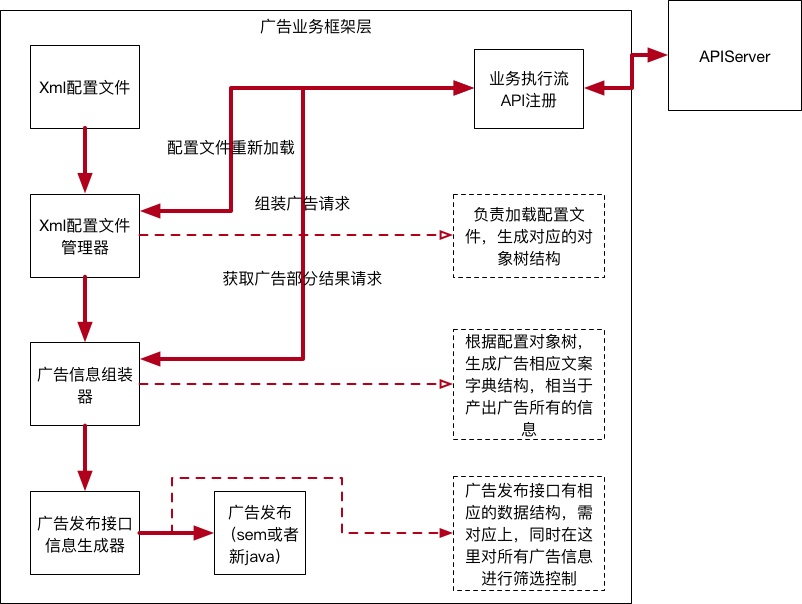 广告业务框架层
APIServer
Xml配置文件
业务执行流
API注册
配置文件重新加载
Xml配置文件
管理器
组装广告请求
负责加载配置文
件，生成对应的对
象树结构
获取广告部分结果请求
广告信息组装
器
根据配置对象树，
生成广告相应文案
字典结构，相当于
产出广告所有的信
息
广告发布接口
信息生成器
广告发布
（sem或者
新java）
广告发布接口有相
应的数据结构，需
对应上，同时在这
里对所有广告信息
进行筛选控制